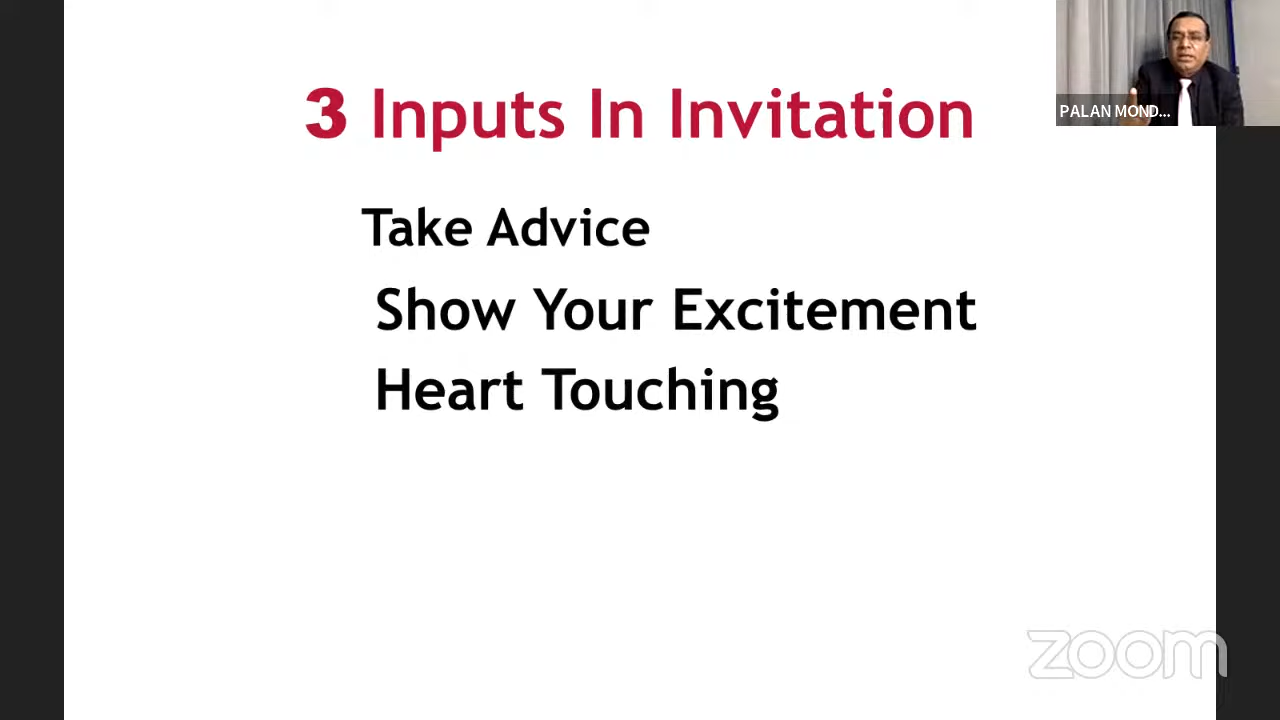 3 Inputs In Invitation
Take Advice
Show Your Excitement
Heart Touching
PALAN MOND...
zoom